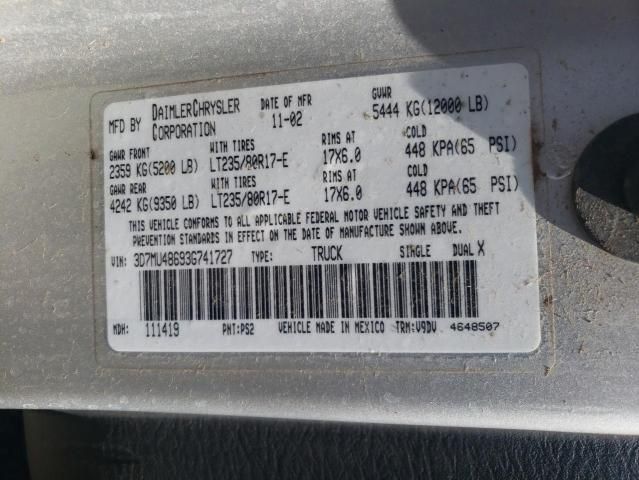 MFD BY DAIMLERCHRYSLER CORPORATION DATE OF MFR 11-02 GVWR 5444 KG(12000 LB)
GAWR FRONT WITH TIRES RIMS AT COLD
2359 KG(5200 LB) LT235/80R17-E 17X6.0 448 KPA(65 PSI)
GAWR REAR WITH TIRES RIMS AT COLD
4242 KG(9350 LB) LT235/80R17-E 17X6.0 448 KPA(65 PSI)
THIS VEHICLE CONFORMS TO ALL APPLICABLE FEDERAL MOTOR VEHICLE SAFETY AND THEFT
PREVENTION STANDARDS IN EFFECT ON THE DATE OF MANUFACTURE SHOWN ABOVE.
VIN: 3D7MU48693G741727 TYPE: TRUCK SINGLE DUAL X
MDH: 111419 PNT:PS2 VEHICLE MADE IN MEXICO TRM:V9DV 4648507